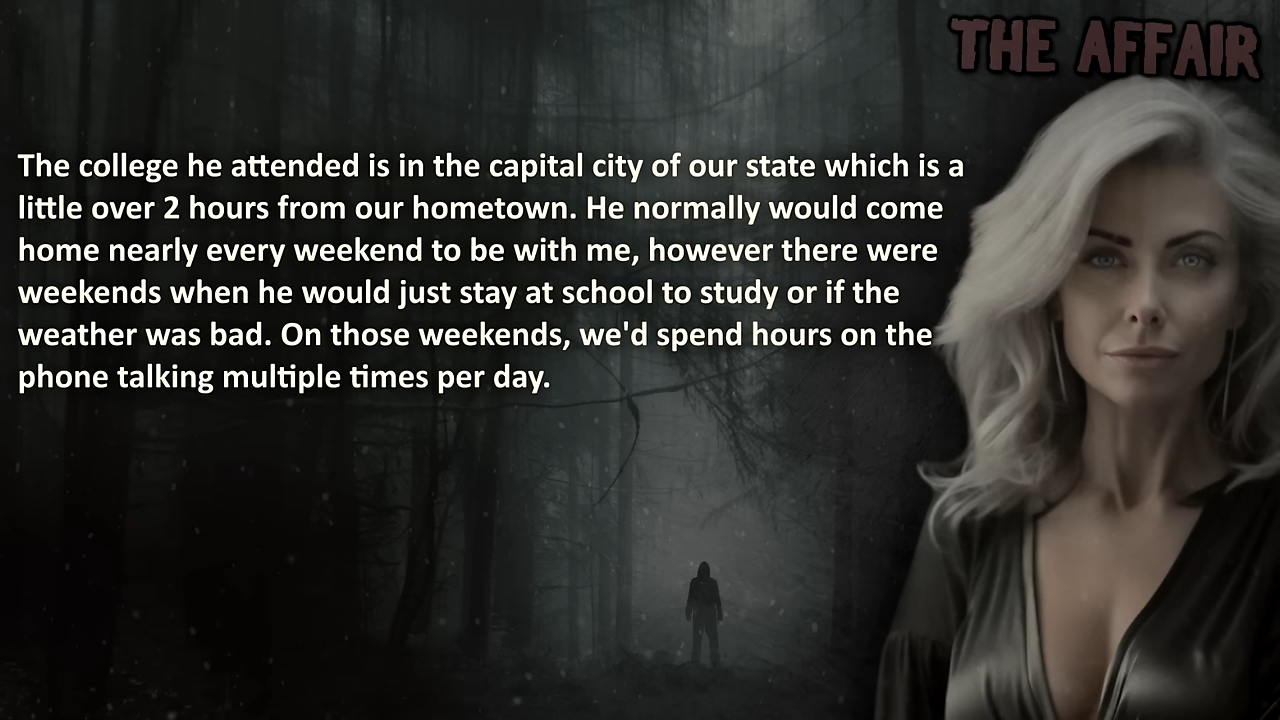 THE AFFAIR
The college he attended is in the capital city of our state which is a
little over 2 hours from our hometown. He normally would come
home nearly every weekend to be with me, however there were
weekends when he would just stay at school to study or if the
weather was bad. On those weekends, we'd spend hours on the
phone talking multiple times per day.